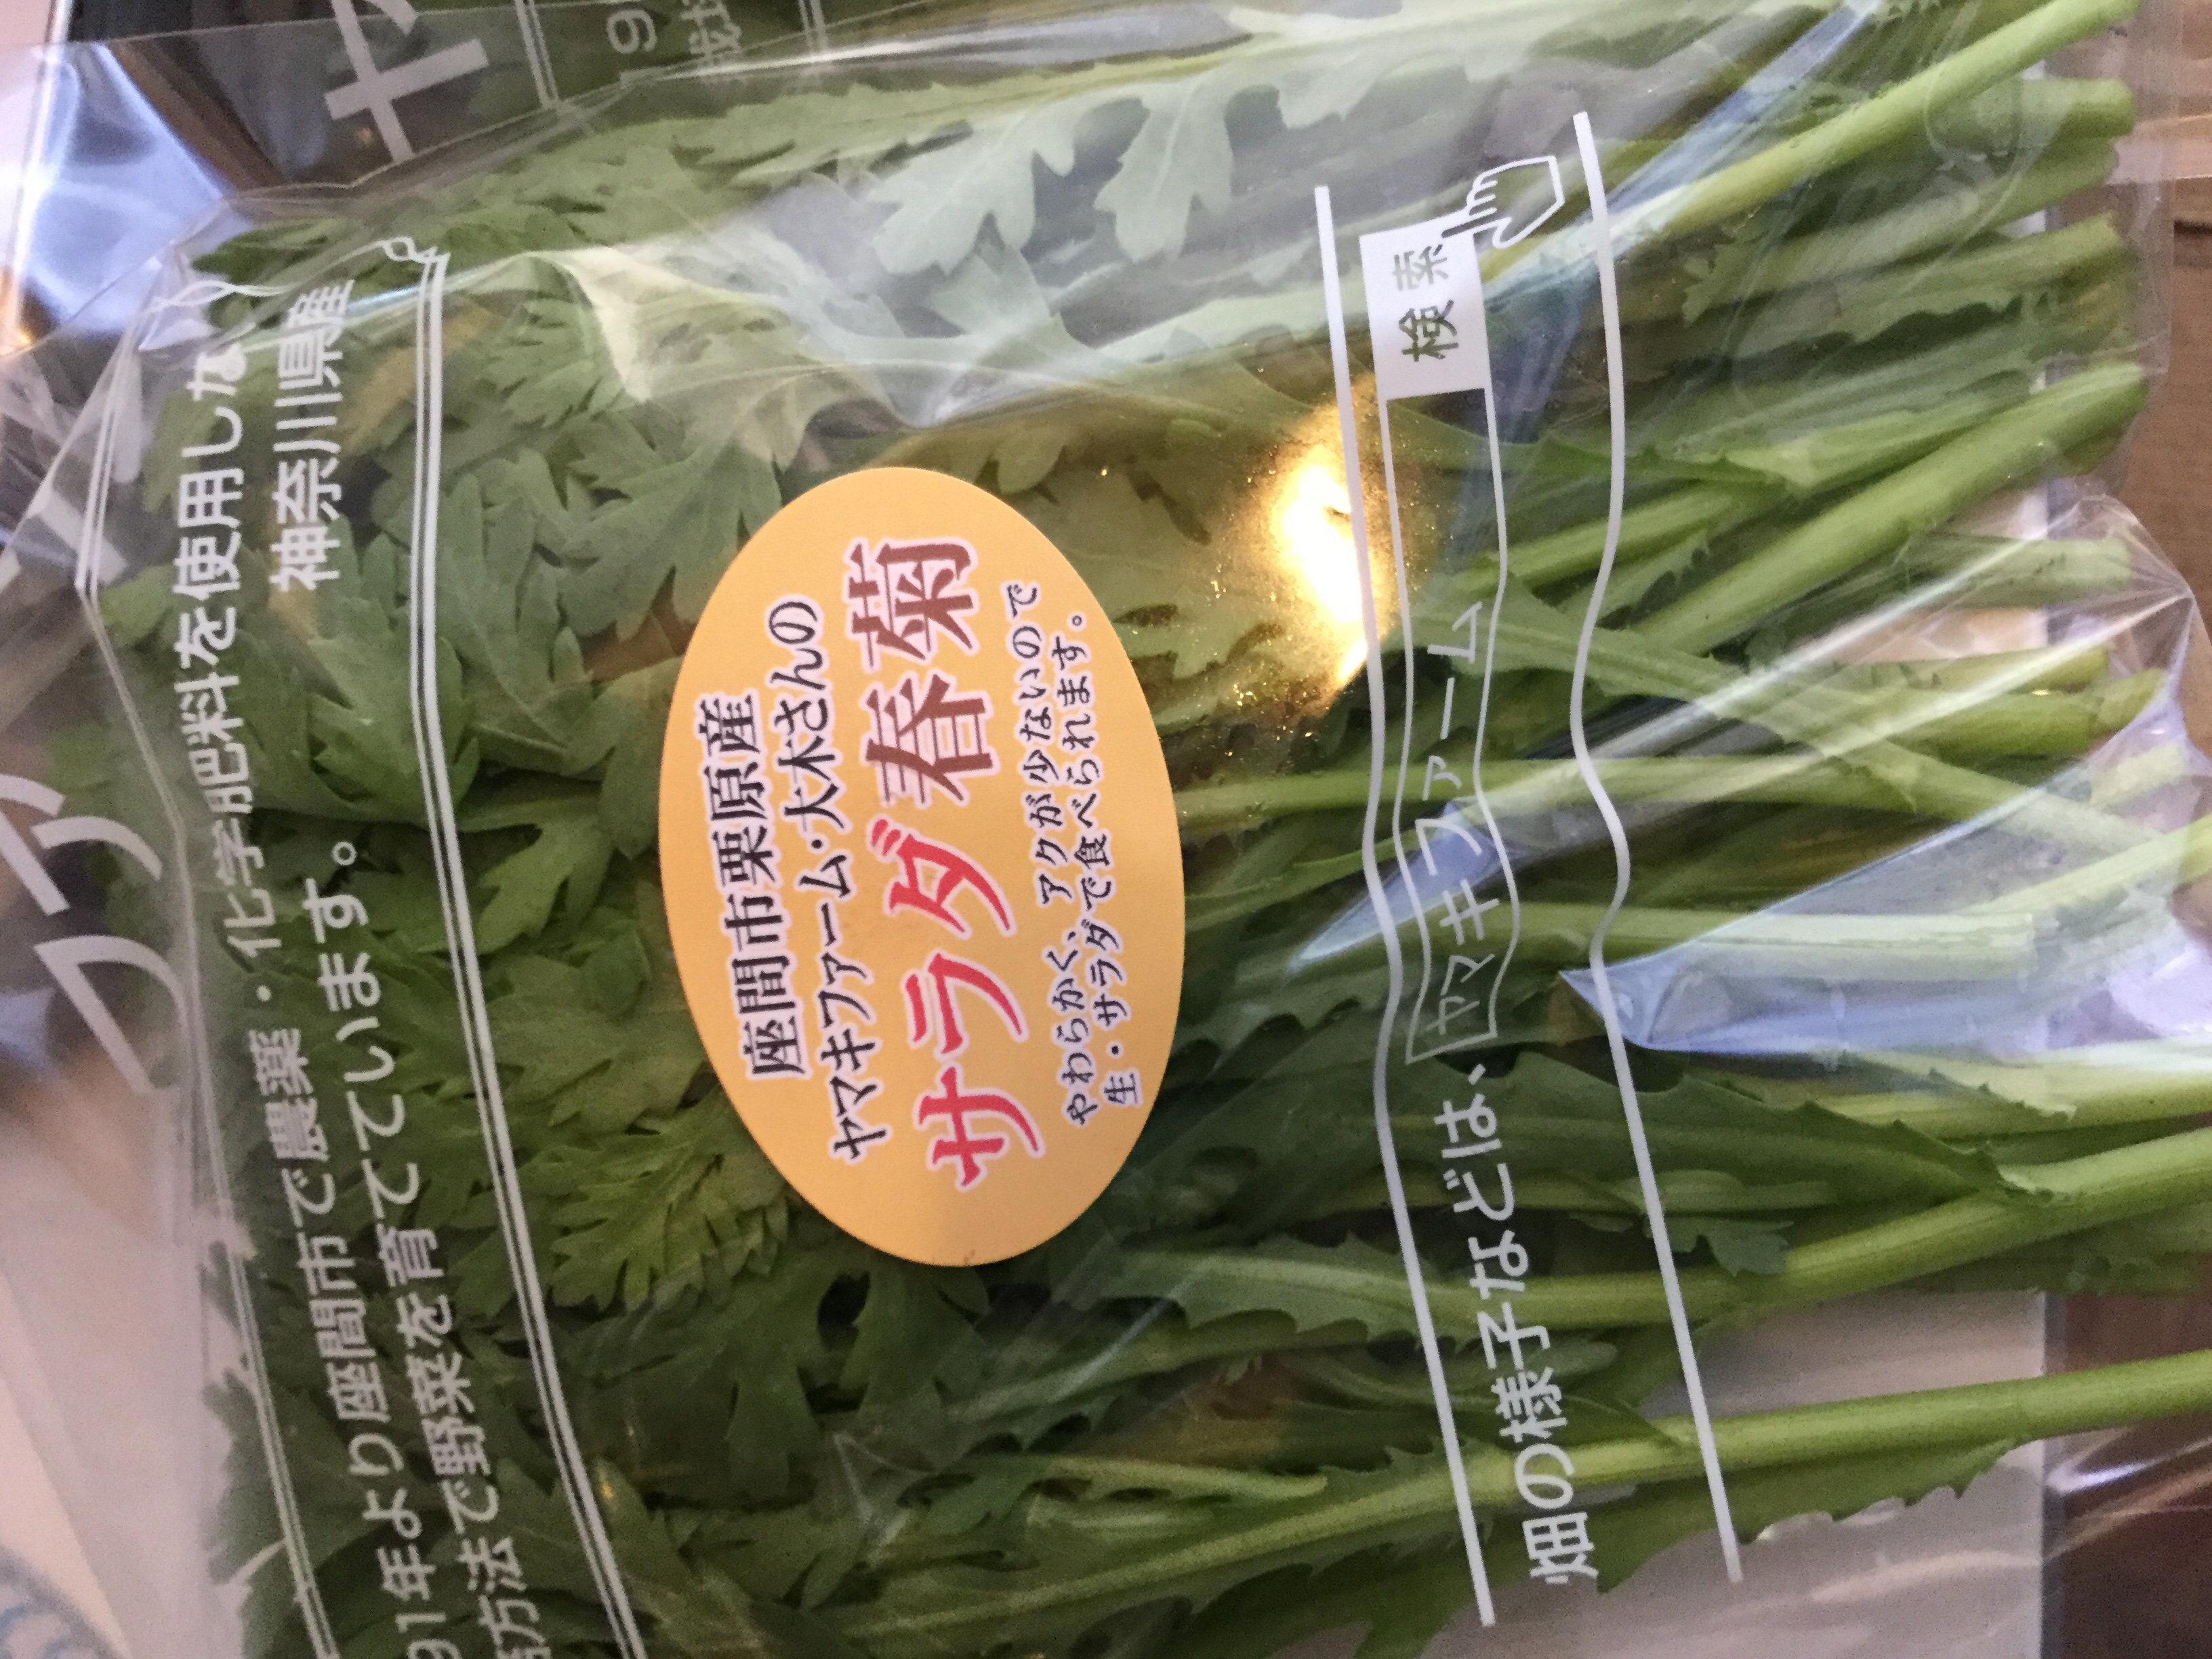 91年より座間市で農薬・化学肥料を使用しな
方法で野菜を育てています。
神奈川県産
座間市栗原産
ヤマキファーム・大木さんの
サラダ春菊
やわらかく、アクが少ないので
生・サラダで食べられます。
畑の様子などは、 ヤマキファーム 検索